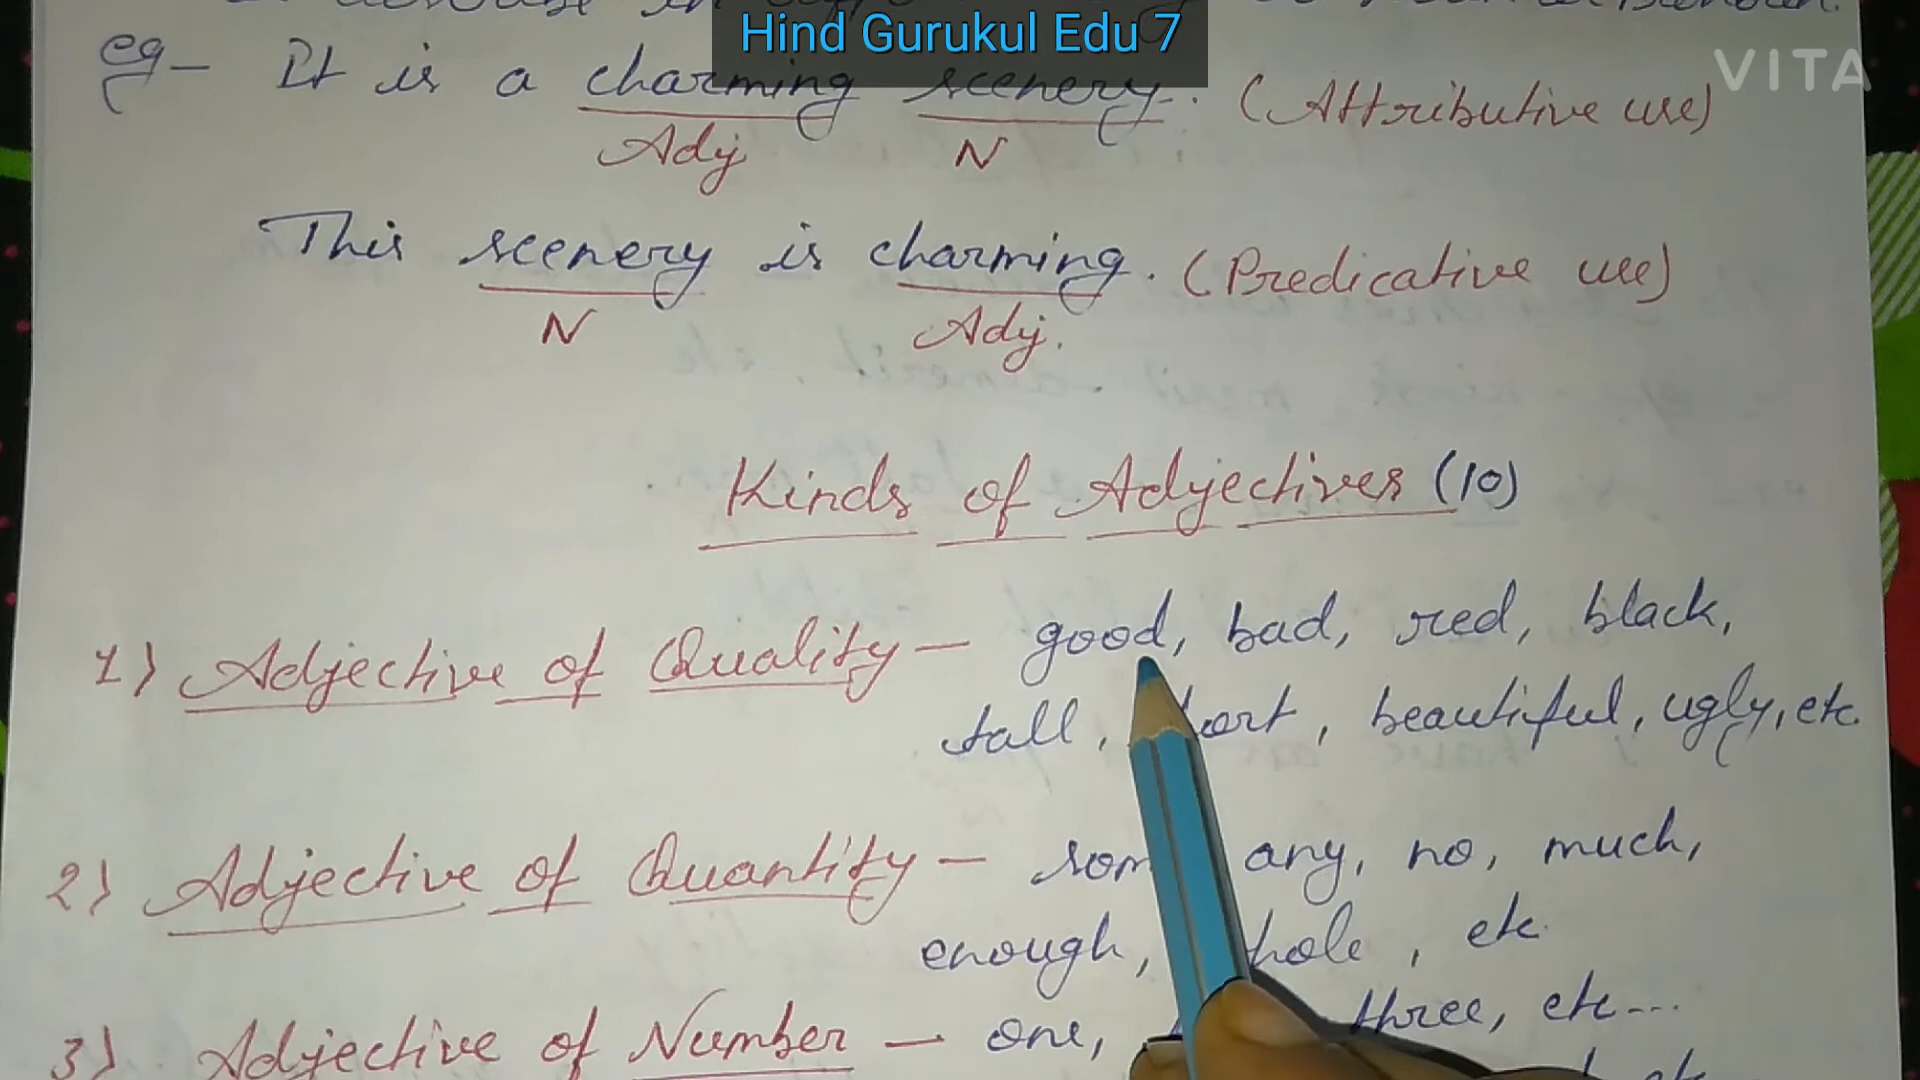 Hind Gurukul Edu 7
VITA
eg- It is a charming scenery. (Attributive use)
Adj N
This scenery is charming. (Predicative use)
N Adj.
Kinds of Adjectives (10)
1) Adjective of Quality - good, bad, red, black,
tall, beautiful, ugly, etc.
2) Adjective of Quantity - any, no, much,
enough, etc.
3) Adjective of Number - one, three, etc...